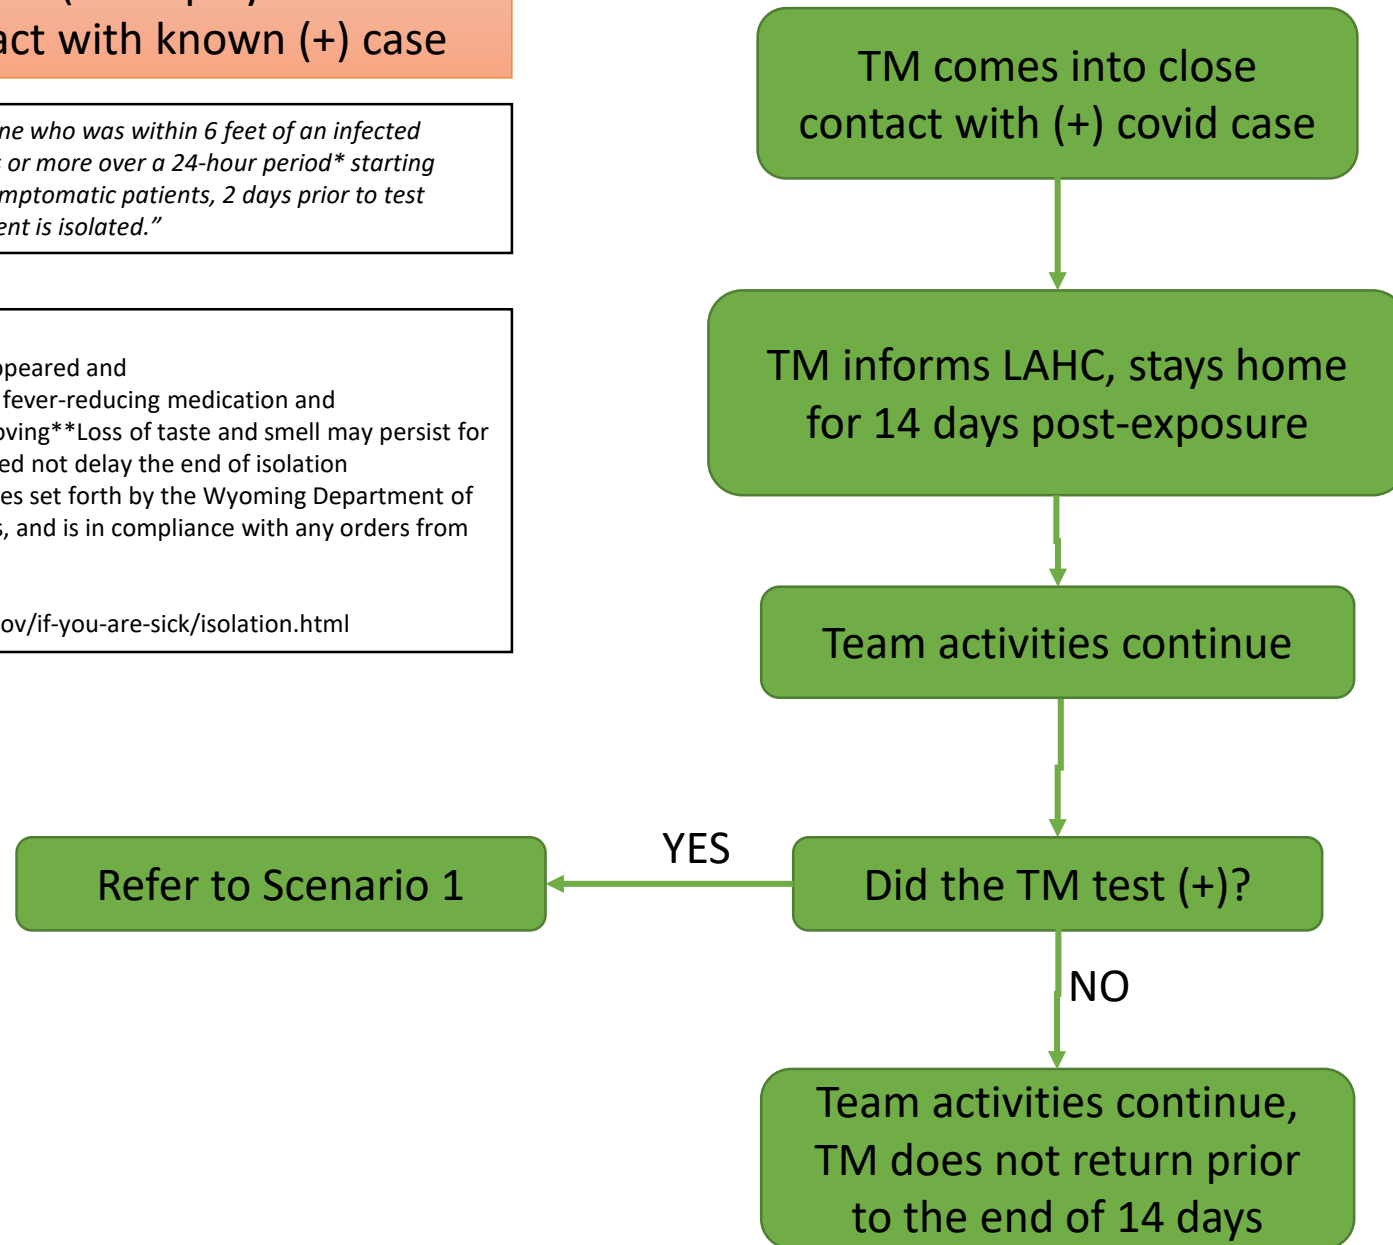 act with known (+) case
ne who was within 6 feet of an infected
s or more over a 24-hour period* starting
symptomatic patients, 2 days prior to test
ent is isolated.”
ppeared and
fever-reducing medication and
oving**Loss of taste and smell may persist for
ed not delay the end of isolation
es set forth by the Wyoming Department of
s, and is in compliance with any orders from
ov/if-you-are-sick/isolation.html
TM comes into close
contact with (+) covid case
TM informs LAHC, stays home
for 14 days post-exposure
Team activities continue
Did the TM test (+)?
YES
Refer to Scenario 1
NO
Team activities continue,
TM does not return prior
to the end of 14 days